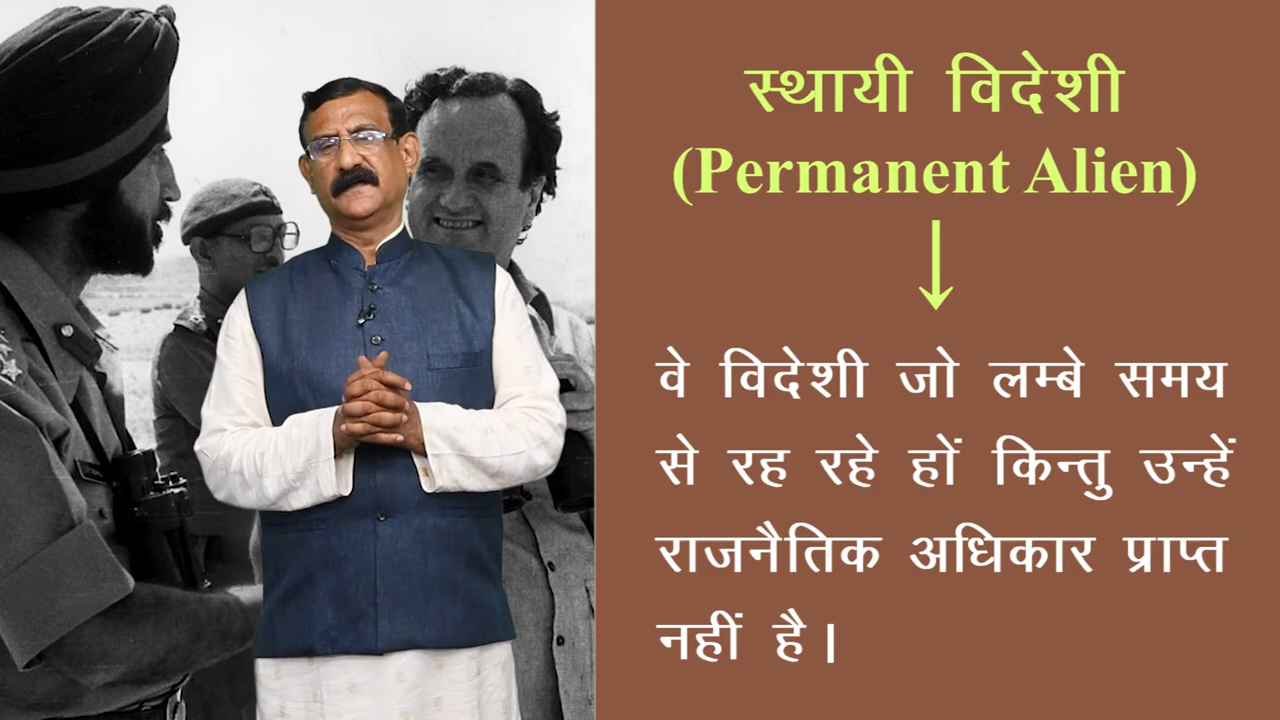 स्थायी विदेशी
(Permanent Alien)
वे विदेशी जो लम्बे समय
से रह रहे हों किन्तु उन्हें
राजनैतिक अधिकार प्राप्त
नहीं है।